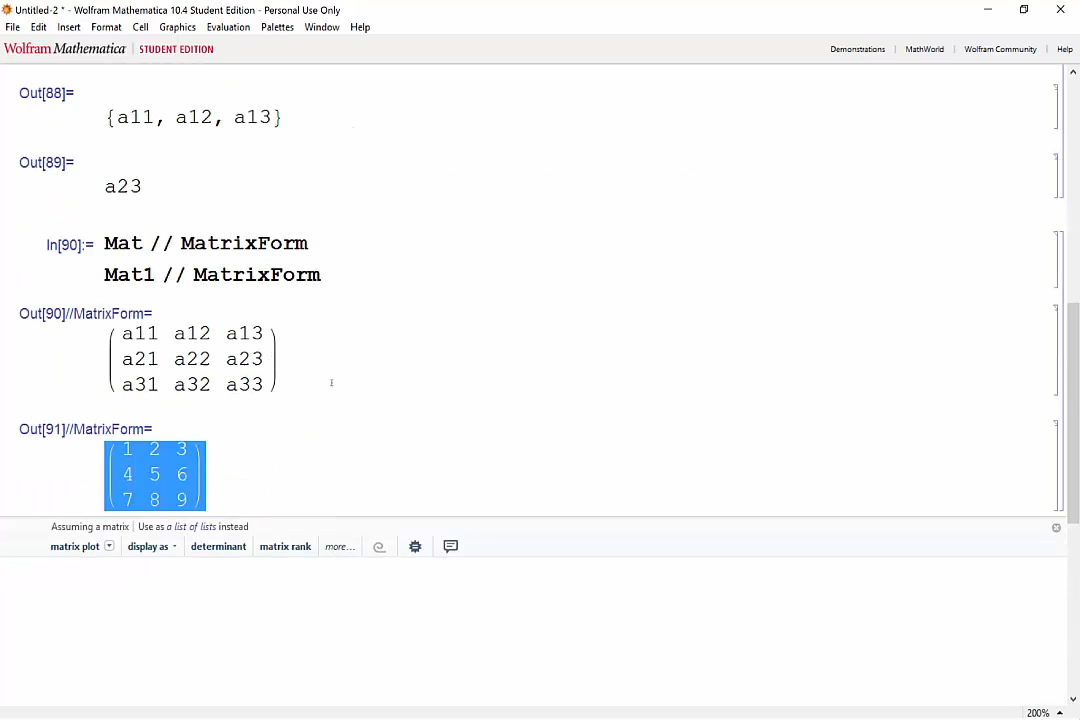 Untitled-2 * - Wolfram Mathematica 10.4 Student Edition - Personal Use Only
File Edit Insert Format Cell Graphics Evaluation Palettes Window Help
Wolfram Mathematica | STUDENT EDITION
Demonstrations | MathWorld | Wolfram Community | Help
Out[88]=
{a11, a12, a13}
Out[89]=
a23
In[90]:= Mat // MatrixForm
Mat1 // MatrixForm
Out[90]//MatrixForm=
a11 a12 a13
a21 a22 a23
a31 a32 a33
Out[91]//MatrixForm=
1 2 3
4 5 6
7 8 9
Assuming a matrix | Use as a list of lists instead
matrix plot display as determinant matrix rank more...
200%